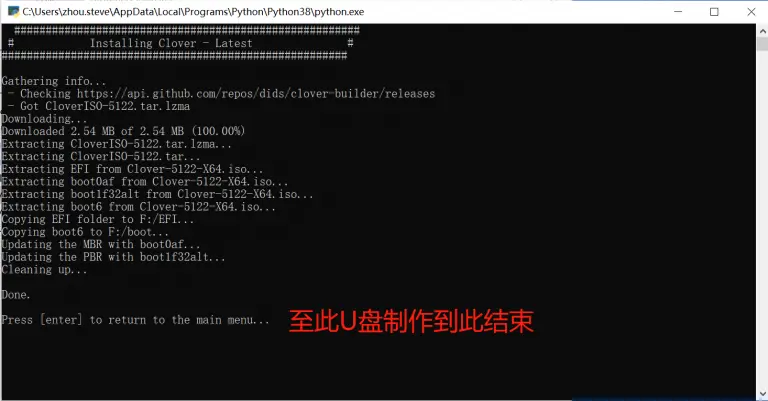 C:\Users\zhou.steve\AppData\Local\Programs\Python\Python38\python.exe
#####################################################
# Installing Clover - Latest #
#####################################################
Gathering info...
- Checking https://api.github.com/repos/dids/clover-builder/releases
- Got CloverISO-5122.tar.lzma
Downloading...
Downloaded 2.54 MB of 2.54 MB (100.00%)
Extracting CloverISO-5122.tar.lzma...
Extracting CloverISO-5122.tar...
Extracting EFI from Clover-5122-X64.iso...
Extracting boot0af from Clover-5122-X64.iso...
Extracting boot1f32alt from Clover-5122-X64.iso...
Extracting boot6 from Clover-5122-X64.iso...
Copying EFI folder to F:/EFI...
Copying boot6 to F:/boot...
Updating the MBR with boot0af...
Updating the PBR with boot1f32alt...
Cleaning up...
Done.
Press [enter] to return to the main menu... 至此U盘制作到此结束